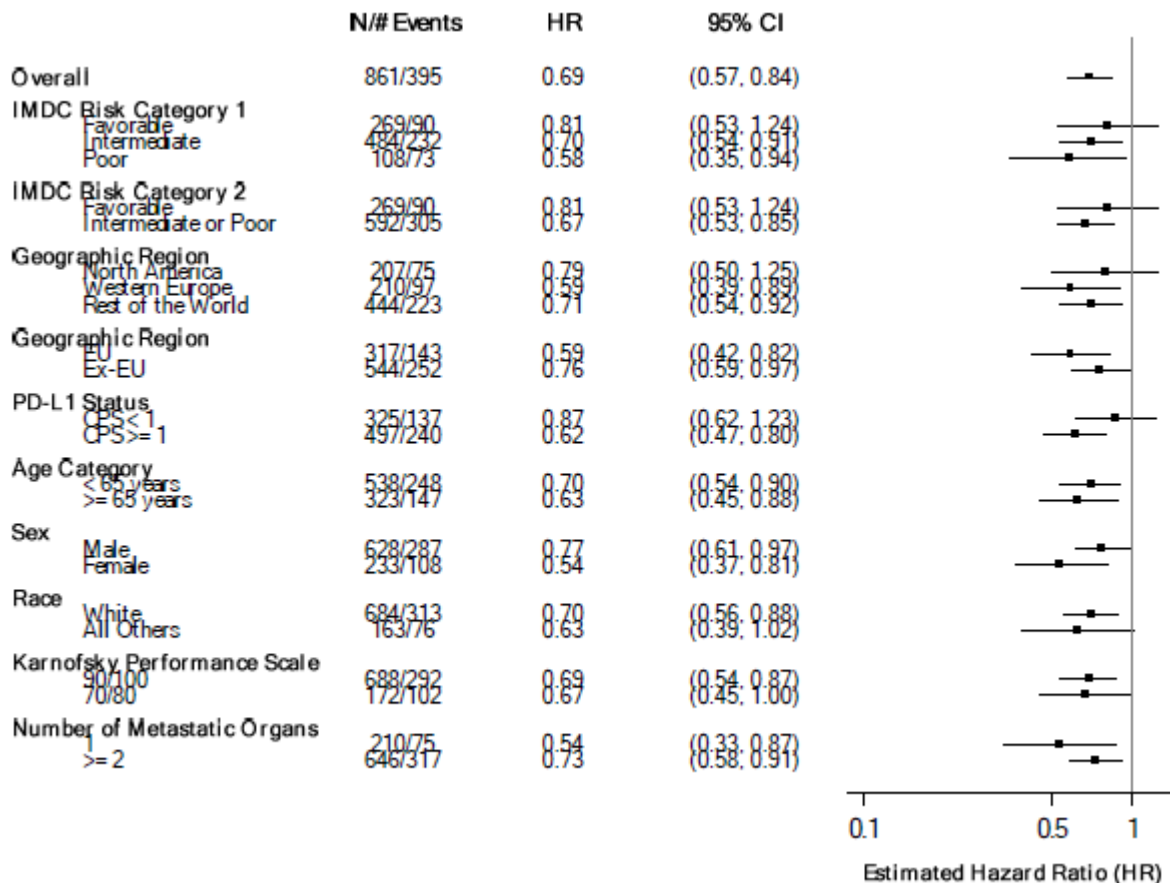 N/# Events HR 95% CI
Overall 861/395 0.69 (0.57, 0.84)
IMDC Risk Category 1
Favorable 269/90 0.81 (0.53, 1.24)
Intermediate 484/232 0.70 (0.54, 0.91)
Poor 108/73 0.58 (0.35, 0.94)
IMDC Risk Category 2
Favorable 269/90 0.81 (0.53, 1.24)
Intermediate or Poor 592/305 0.67 (0.53, 0.85)
Geographic Region
North America 207/75 0.79 (0.50, 1.25)
Western Europe 210/97 0.59 (0.39, 0.89)
Rest of the World 444/223 0.71 (0.54, 0.92)
Geographic Region
EU 317/143 0.59 (0.42, 0.82)
Ex-EU 544/252 0.76 (0.59, 0.97)
PD-L1 Status
CPS< 1 325/137 0.87 (0.62, 1.23)
CPS>= 1 497/240 0.62 (0.47, 0.80)
Age Category
< 65 years 538/248 0.70 (0.54, 0.90)
>= 65 years 323/147 0.63 (0.45, 0.88)
Sex
Male 628/287 0.77 (0.61, 0.97)
Female 233/108 0.54 (0.37, 0.81)
Race
White 684/313 0.70 (0.56, 0.88)
All Others 163/76 0.63 (0.39, 1.02)
Karnofsky Performance Scale
90/100 688/292 0.69 (0.54, 0.87)
70/80 172/102 0.67 (0.45, 1.00)
Number of Metastatic Organs
1 210/75 0.54 (0.33, 0.87)
>= 2 646/317 0.73 (0.58, 0.91)
0.1 0.5 1
Estimated Hazard Ratio (HR)